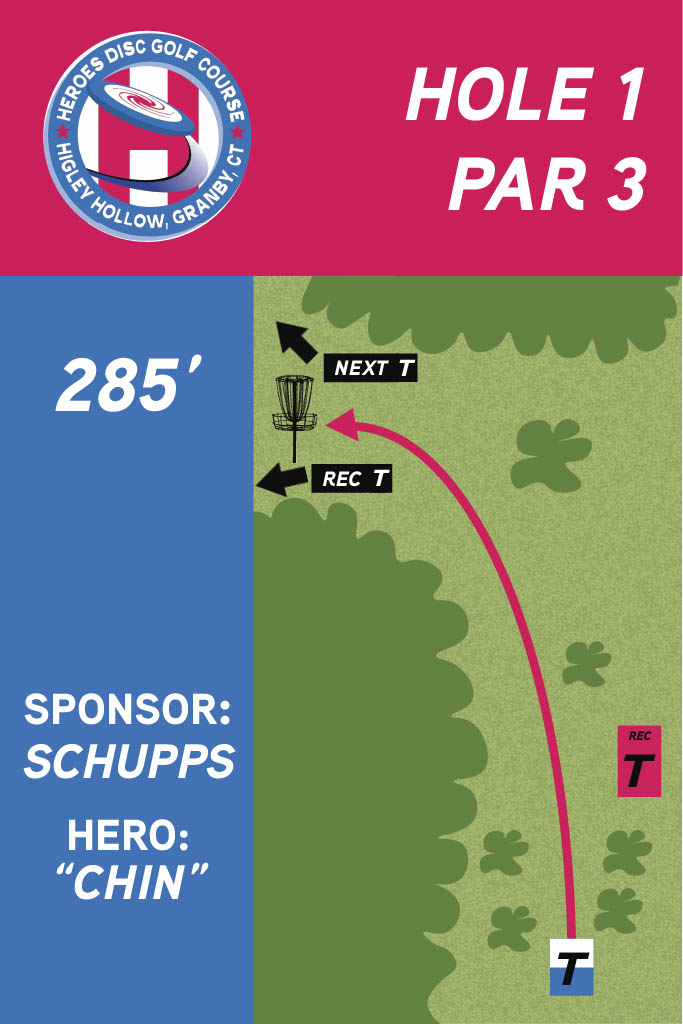 HEROES DISC GOLF COURSE
HIGLEY HOLLOW, GRANBY, CT
H
HOLE 1
PAR 3
285'
NEXT T
REC T
SPONSOR:
SCHUPPS
HERO:
"CHIN"
REC
T
T